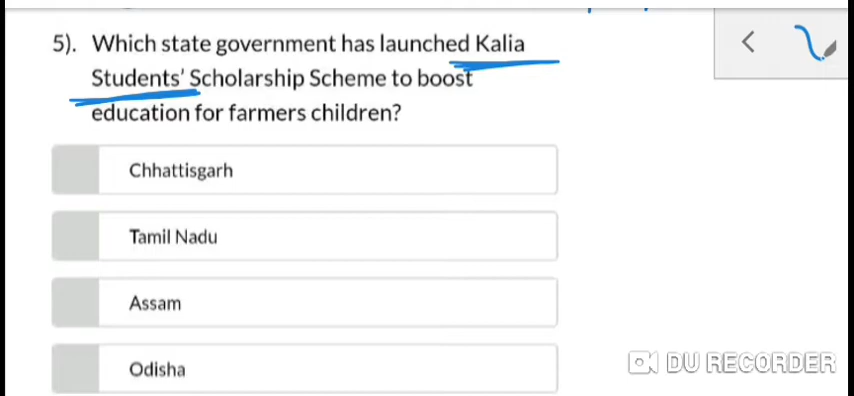 5). Which state government has launched Kalia
Students' Scholarship Scheme to boost
education for farmers children?
Chhattisgarh
Tamil Nadu
Assam
Odisha
DU RECORDER